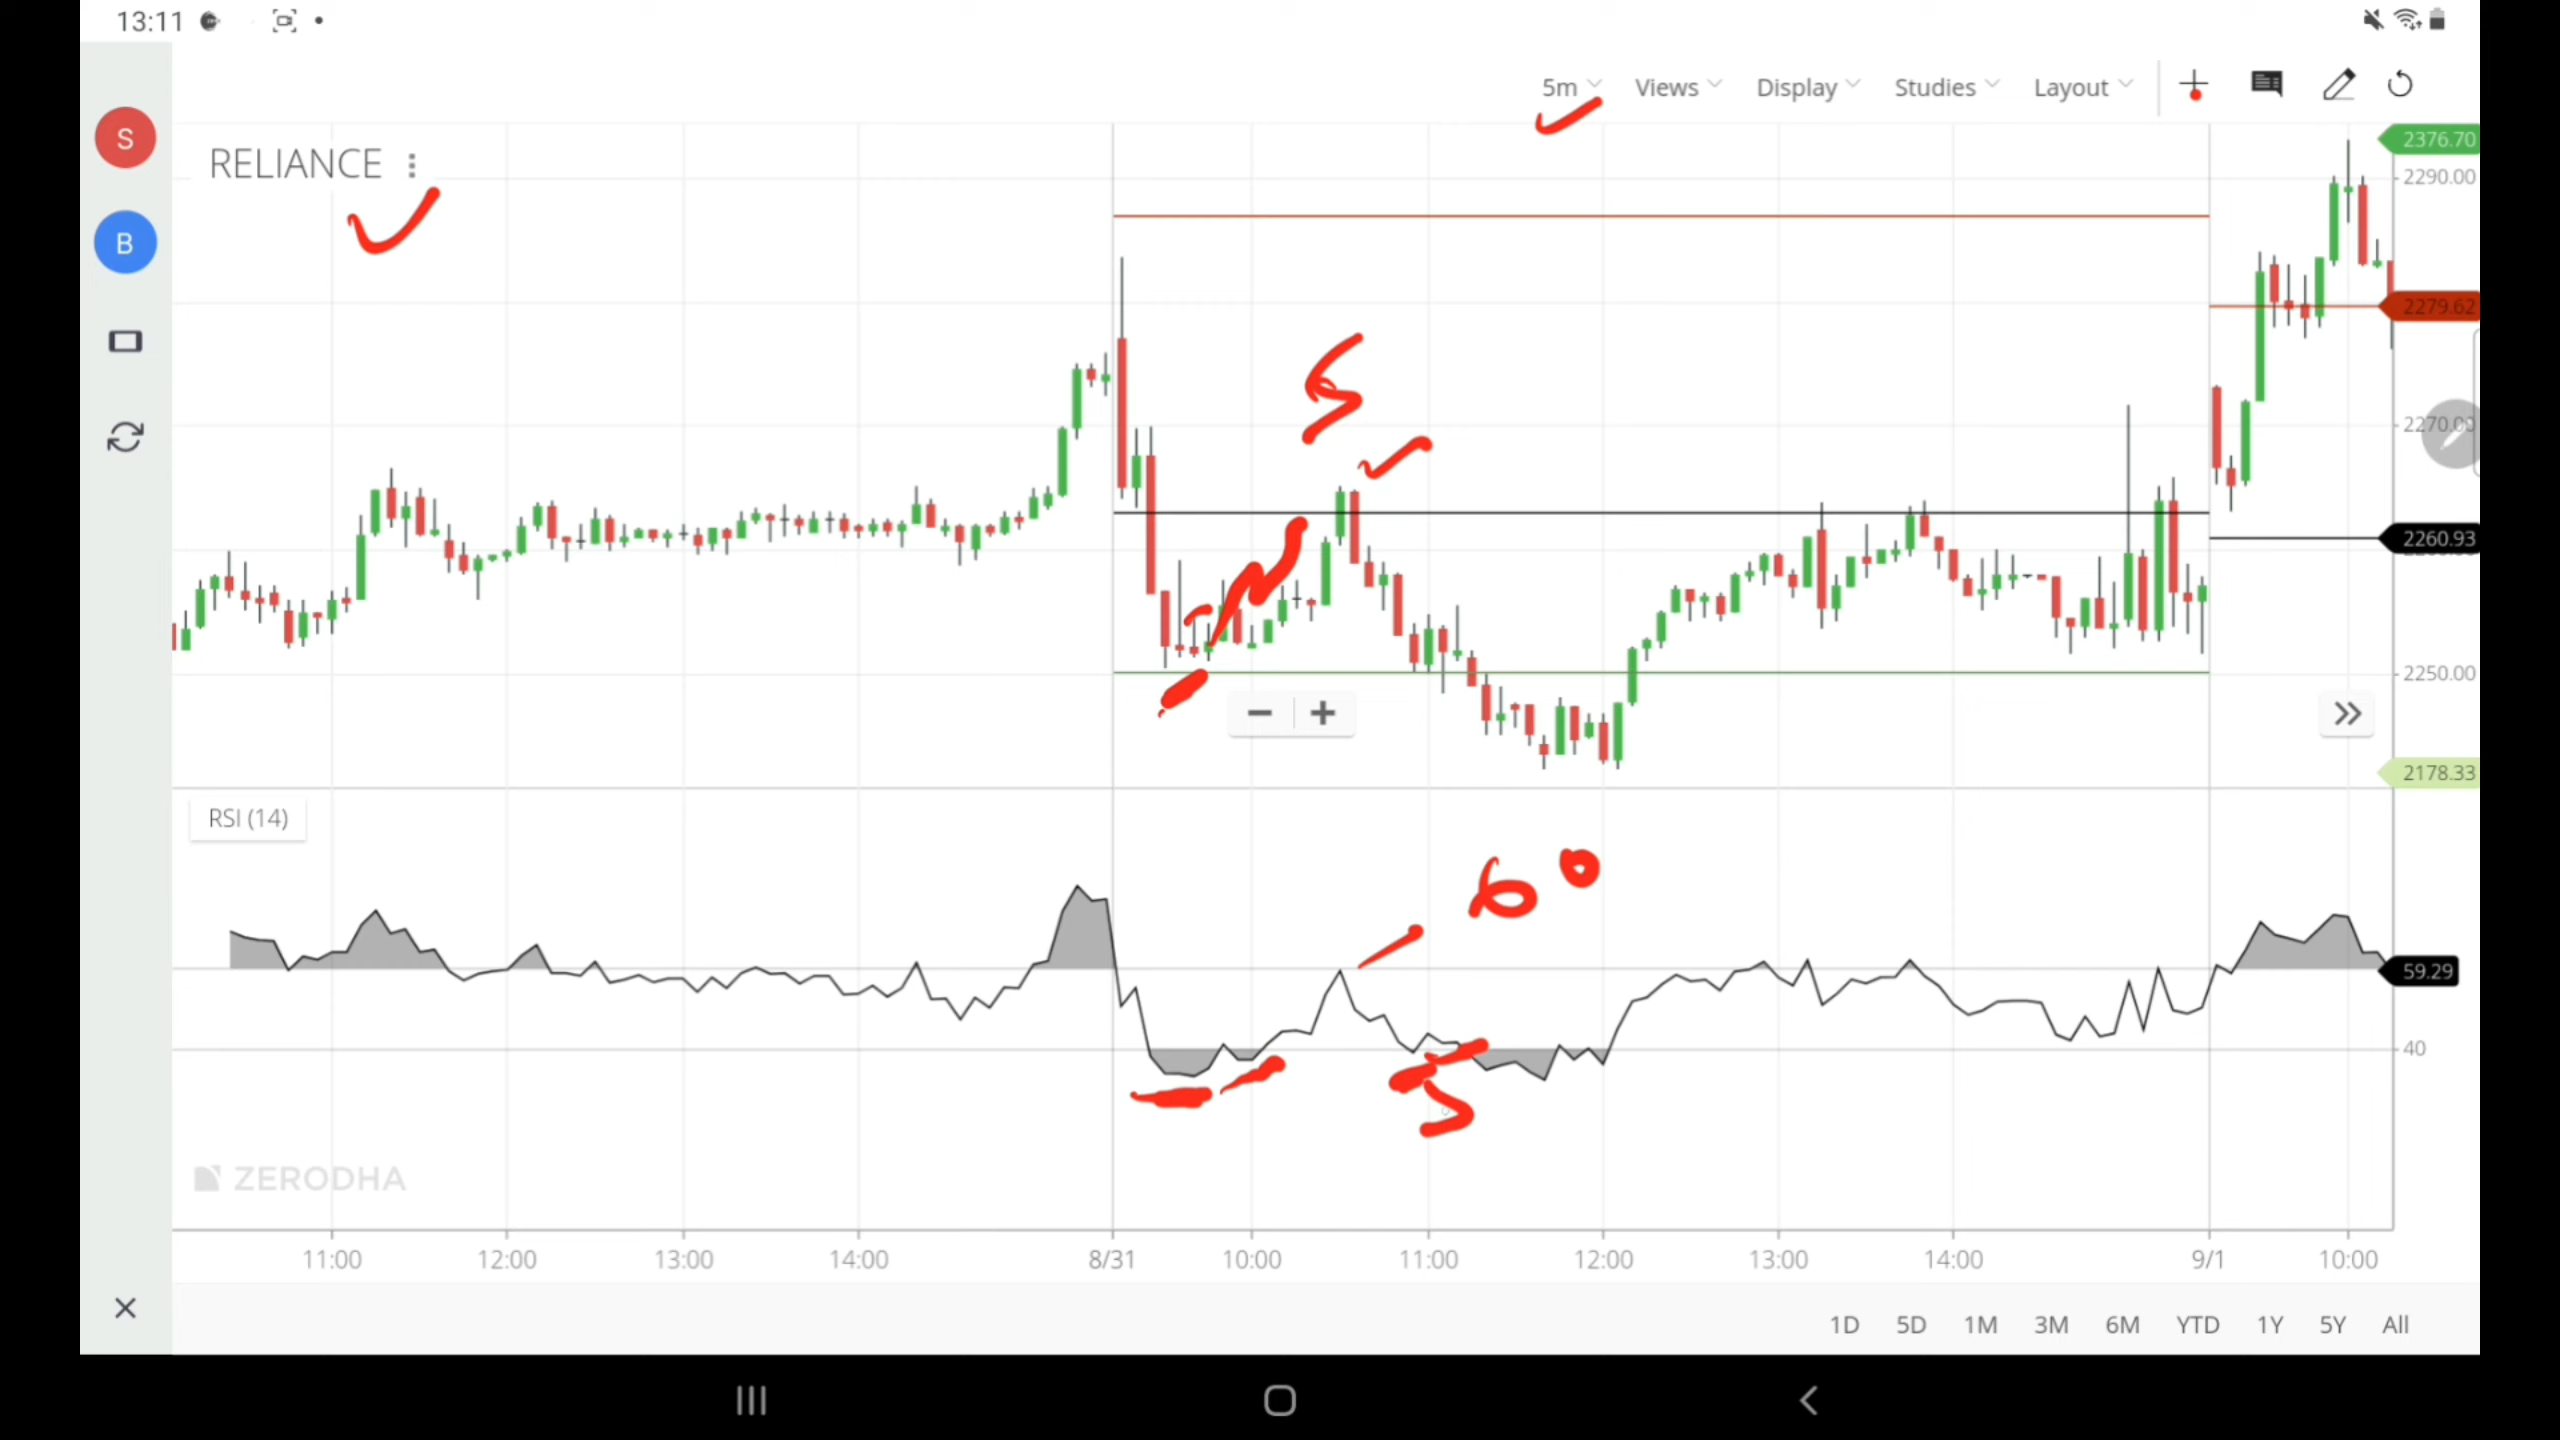 13:11
5m Views Display Studies Layout
S
RELIANCE
B
2376.70
2290.00
2279.62
S
2270.00
2260.93
2250.00
2178.33
RSI (14)
60
59.29
40
S
ZERODHA
11:00 12:00 13:00 14:00 8/31 10:00 11:00 12:00 13:00 14:00 9/1 10:00
1D 5D 1M 3M 6M YTD 1Y 5Y All